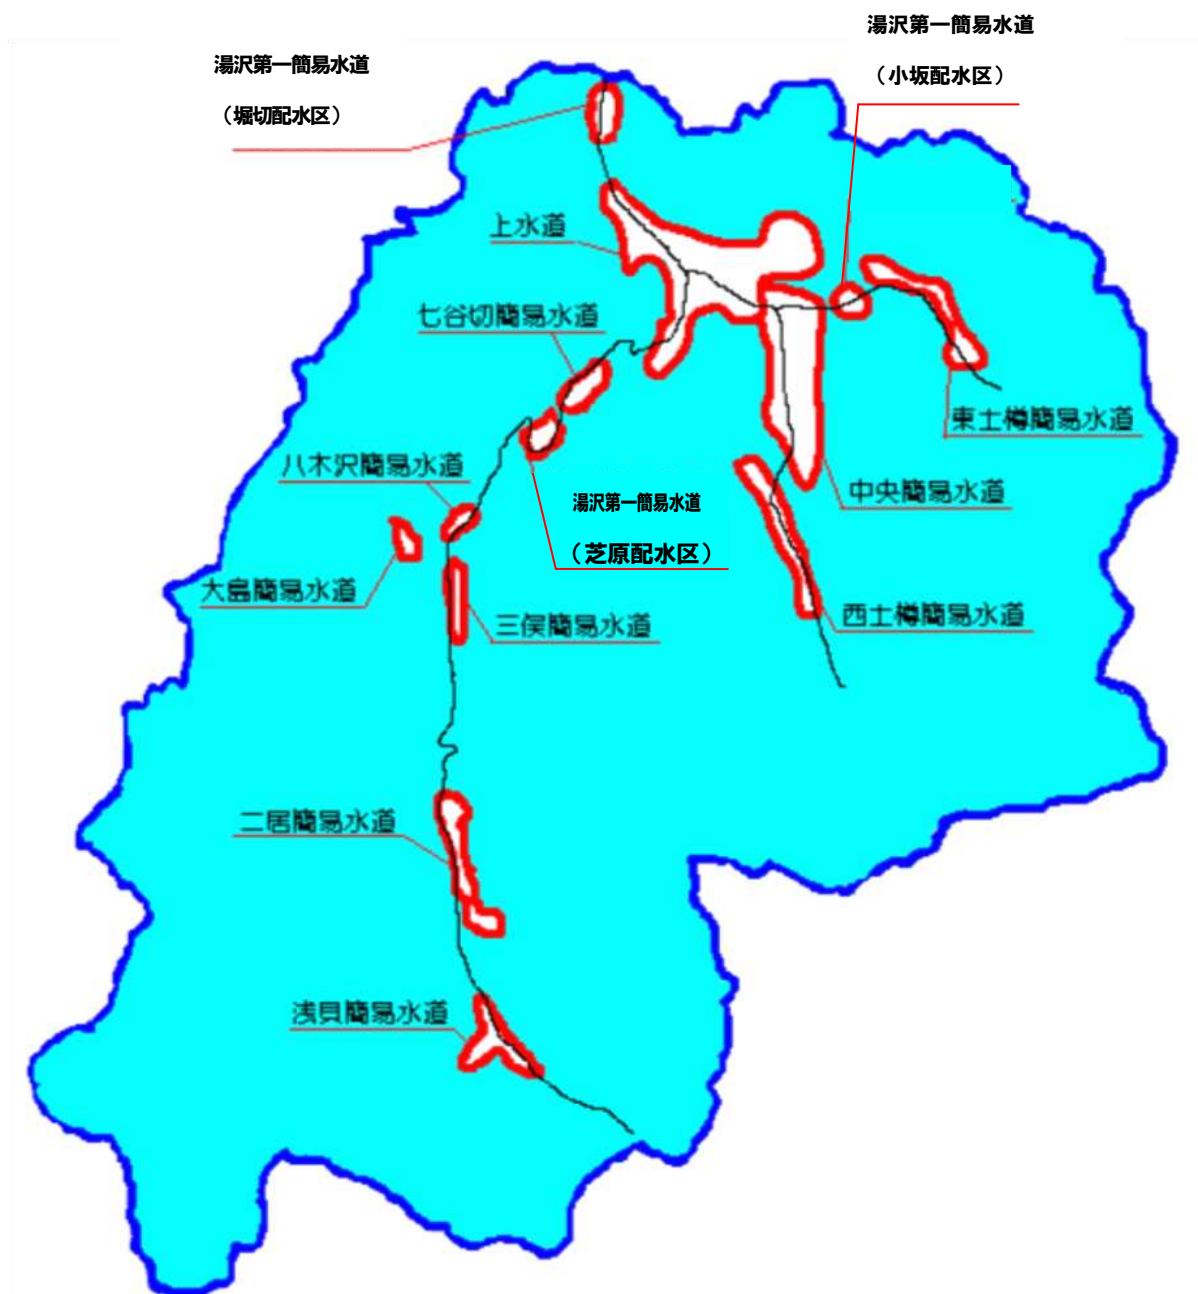 湯沢第一簡易水道
（小坂配水区）
湯沢第一簡易水道
（堀切配水区）
上水道
七谷切簡易水道
東土樽簡易水道
八木沢簡易水道
中央簡易水道
湯沢第一簡易水道
（芝原配水区）
大島簡易水道
三俣簡易水道
西土樽簡易水道
二居簡易水道
浅貝簡易水道